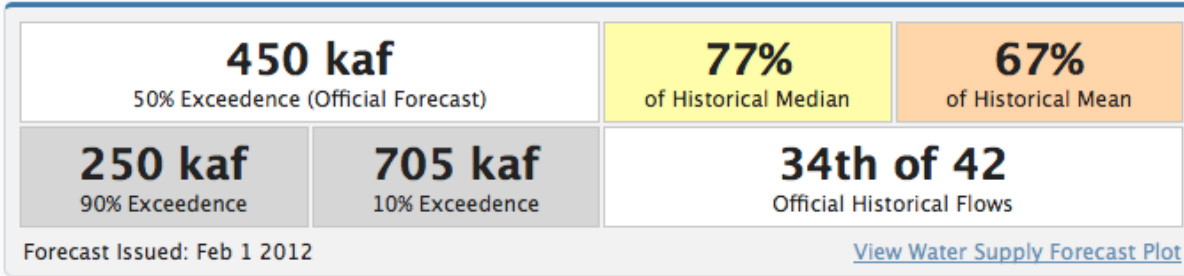 450 kaf
50% Exceedence (Official Forecast)
77%
of Historical Median
67%
of Historical Mean
250 kaf
90% Exceedence
705 kaf
10% Exceedence
34th of 42
Official Historical Flows
Forecast Issued: Feb 1 2012
View Water Supply Forecast Plot